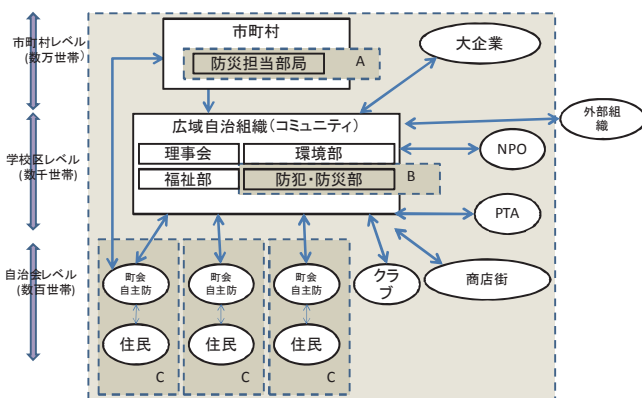 市町村レベル
(数万世帯)
市町村
防災担当部局
A
大企業
広域自治組織(コミュニティ)
理事会
環境部
福祉部
防犯・防災部
B
外部組
織
NPO
PTA
学校区レベル
(数千世帯)
自治会レベル
(数百世帯)
町会
自主防
住民
C
町会
自主防
住民
C
町会
自主防
住民
C
クラ
ブ
商店街